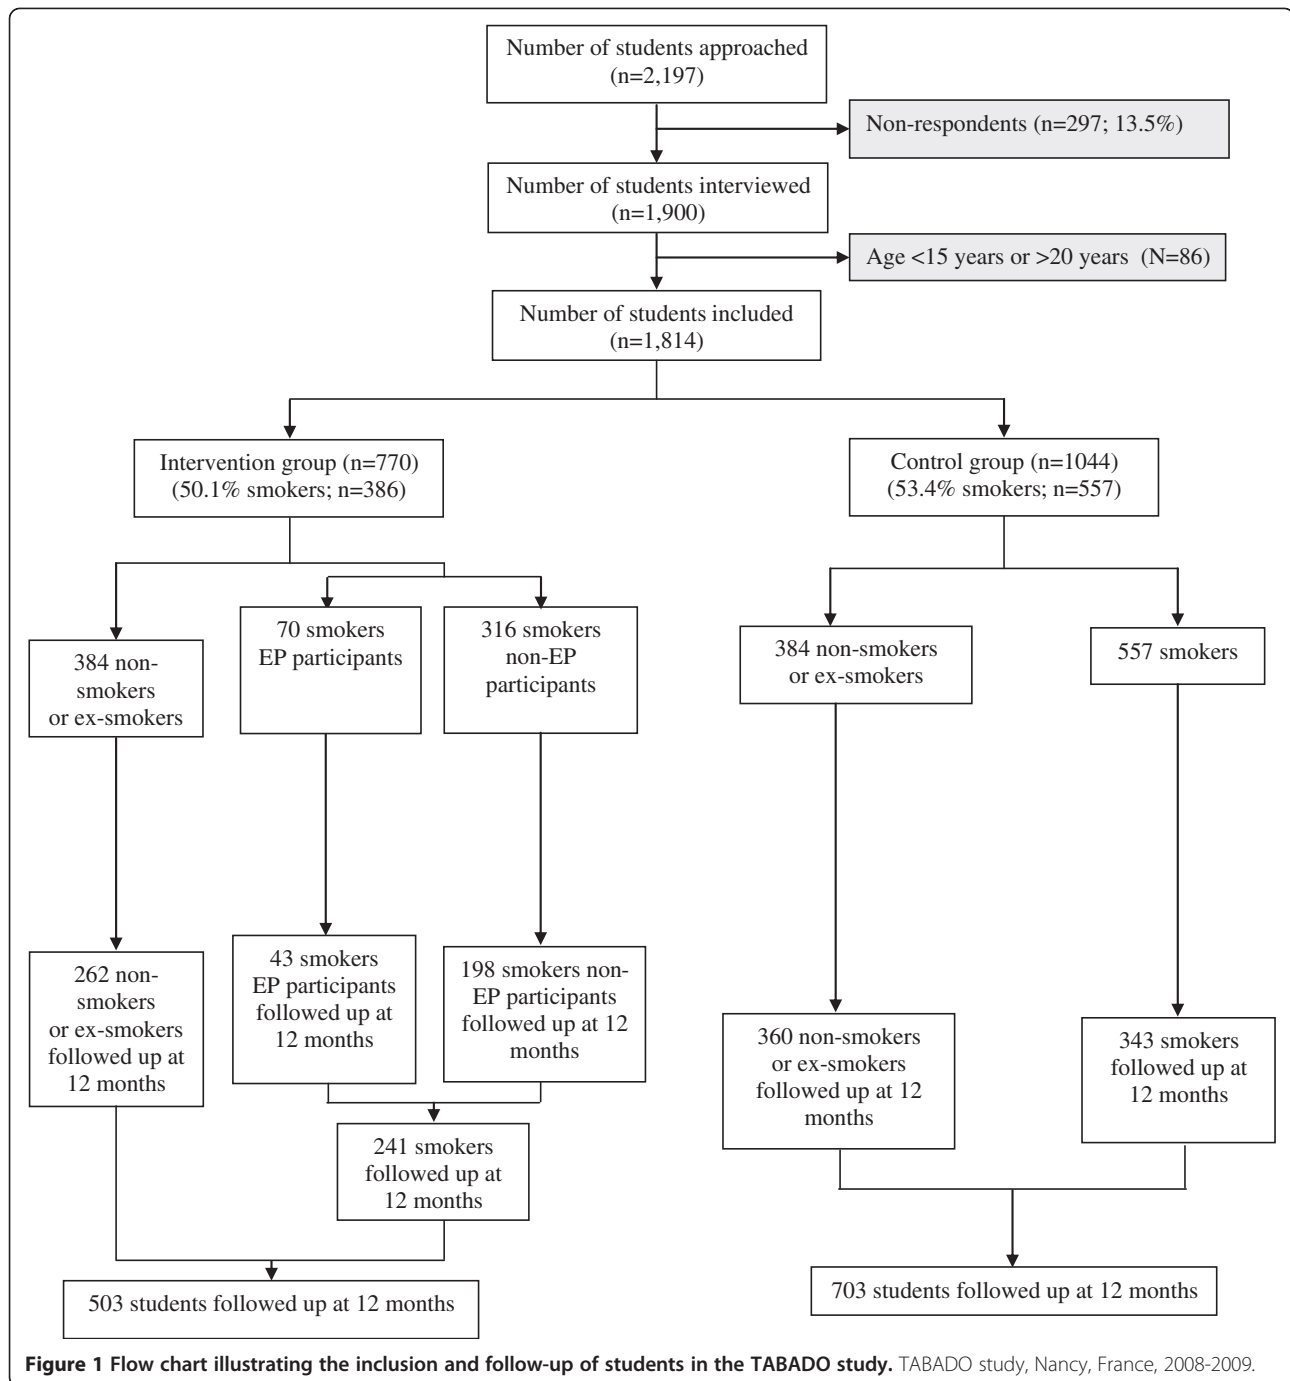 Number of students approached
(n=2,197)
Non-respondents (n=297; 13.5%)
Number of students interviewed
(n=1,900)
Age <15 years or >20 years (N=86)
Number of students included
(n=1,814)
Intervention group (n=770)
(50.1% smokers; n=386)
Control group (n=1044)
(53.4% smokers; n=557)
384 non-
smokers
or ex-smokers
70 smokers
EP participants
316 smokers
non-EP
participants
384 non-smokers
or ex-smokers
557 smokers
262 non-
smokers
or ex-smokers
followed up at
12 months
43 smokers
EP participants
followed up at
12 months
198 smokers non-
EP participants
followed up at 12
months
360 non-smokers
or ex-smokers
followed up at 12
months
343 smokers
followed up at
12 months
241 smokers
followed up at
12 months
503 students followed up at 12 months
703 students followed up at 12 months
Figure 1 Flow chart illustrating the inclusion and follow-up of students in the TABADO study. TABADO study, Nancy, France, 2008-2009.